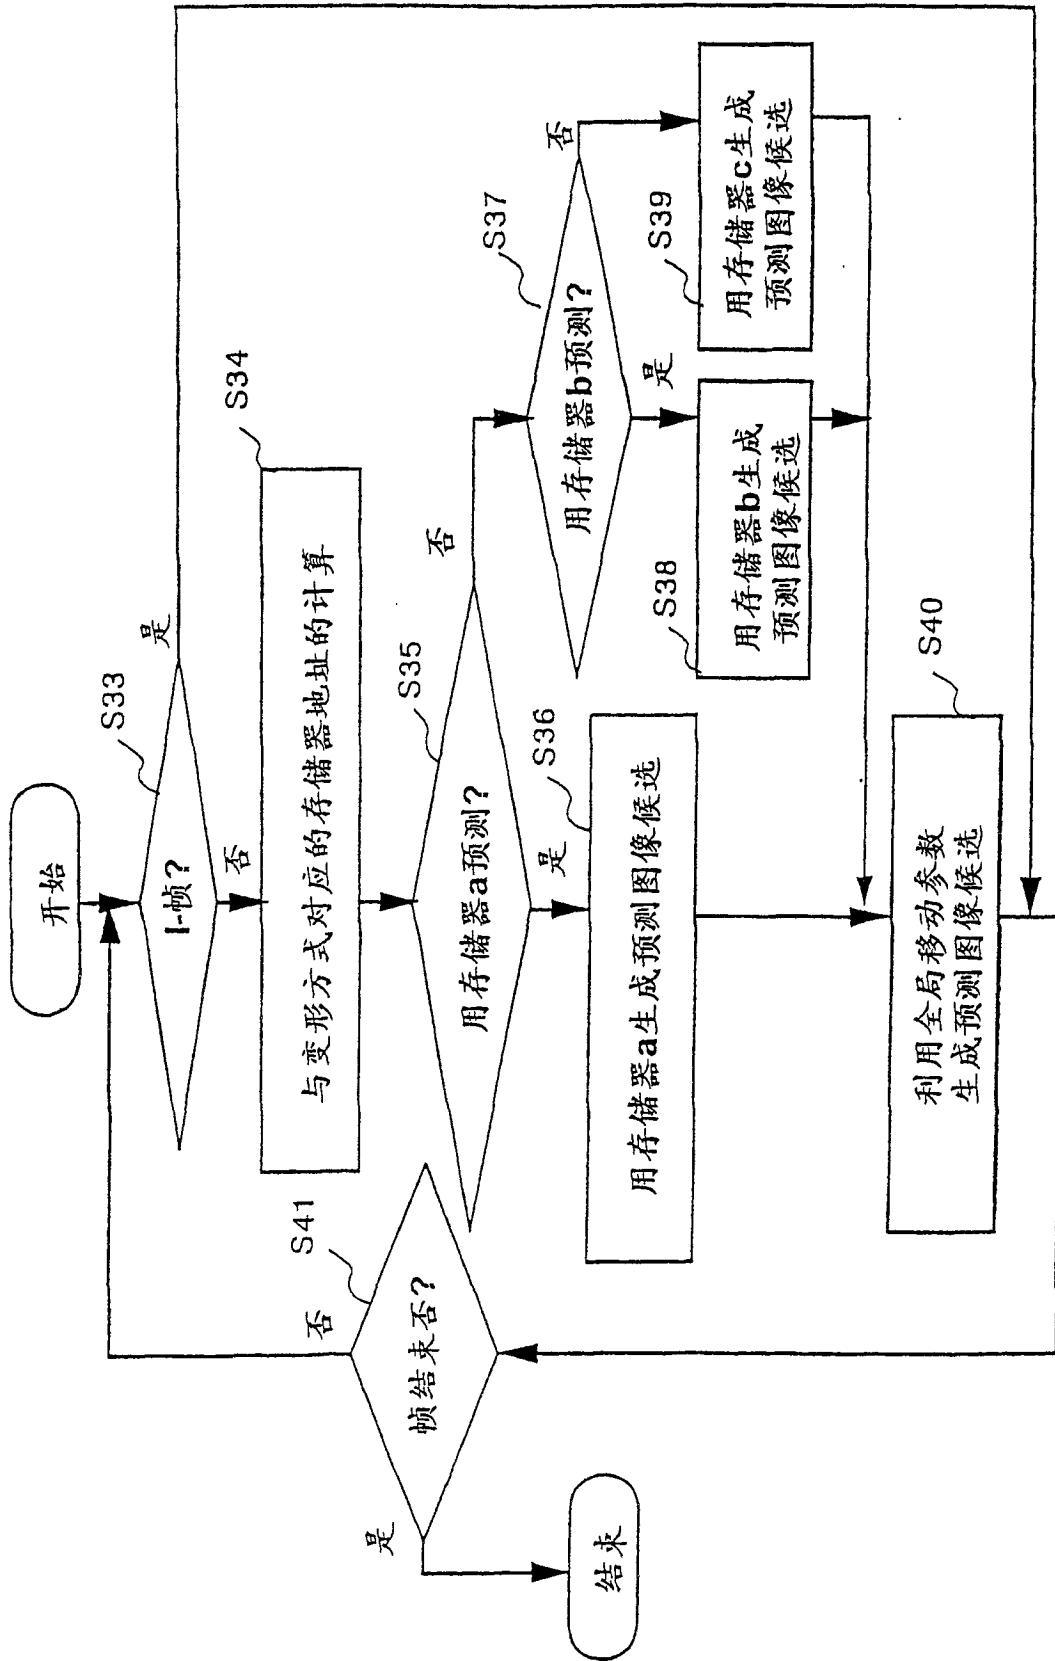 开始
I-帧?
S33
是
否
与变形方式对应的存储器地址的计算
S34
用存储器a预测?
S35
否
是
用存储器a生成预测图像候选
S36
用存储器b预测?
S37
否
是
用存储器b生成
预测图像候选
S38
用存储器c生成
预测图像候选
S39
利用全局移动参数
生成预测图像候选
S40
帧结束否?
S41
否
是
结束